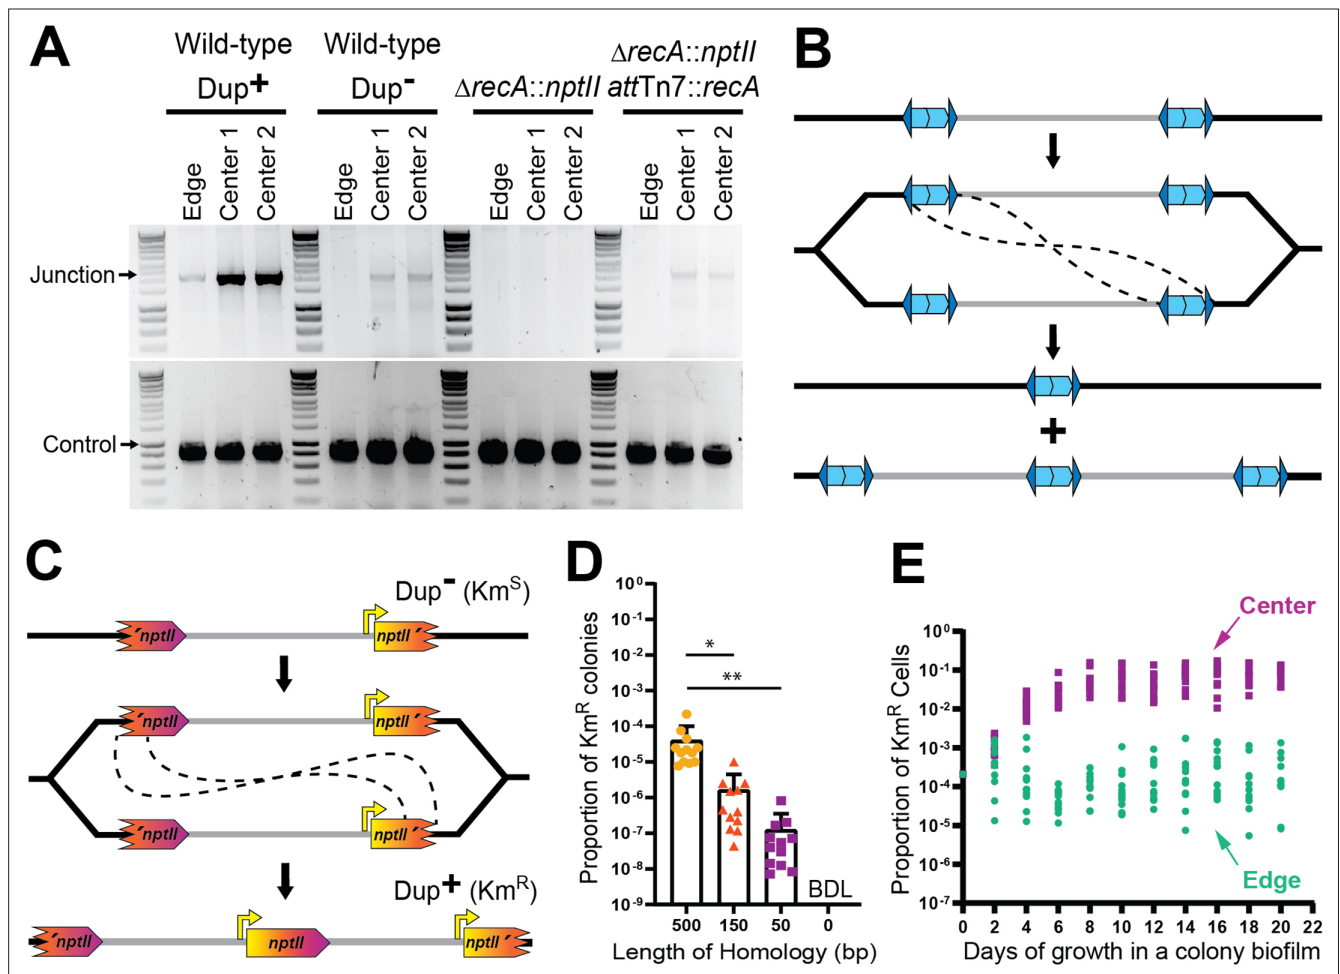 A
Wild-type Wild-type ΔrecA::nptII
Dup+ Dup- ΔrecA::nptII attTn7::recA
Edge Center 1 Center 2 Edge Center 1 Center 2 Edge Center 1 Center 2 Edge Center 1 Center 2
Junction
Control
B
+
C
Dup- (KmS)
´nptII nptII´
´nptII nptII´
´nptII nptII´
Dup+ (KmR)
´nptII nptII nptII´
D
Proportion of KmR colonies
10^0
10^-1
10^-2
10^-3
10^-4
10^-5
10^-6
10^-7
10^-8
10^-9
*
**
BDL
500 150 50 0
Length of Homology (bp)
E
Center
Proportion of KmR Cells
10^0
10^-1
10^-2
10^-3
10^-4
10^-5
10^-6
10^-7
Edge
0 2 4 6 8 10 12 14 16 18 20 22
Days of growth in a colony biofilm